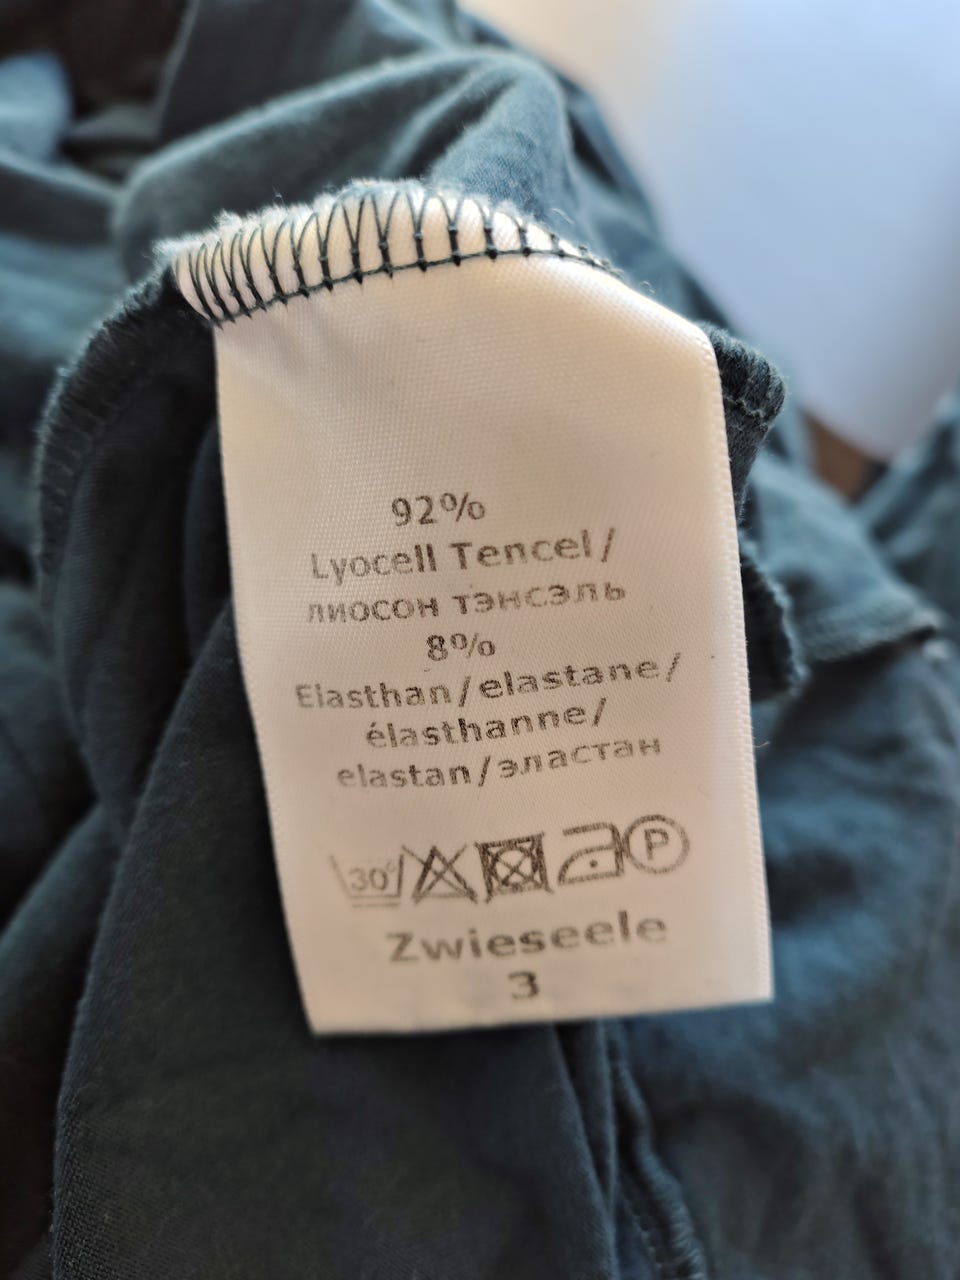 92%
Lyocell Tencel/
лиосон тэнсэль
8%
Elasthan/elastane/
élasthanne/
elastan/эластан
30°
P
Zwieseele
3